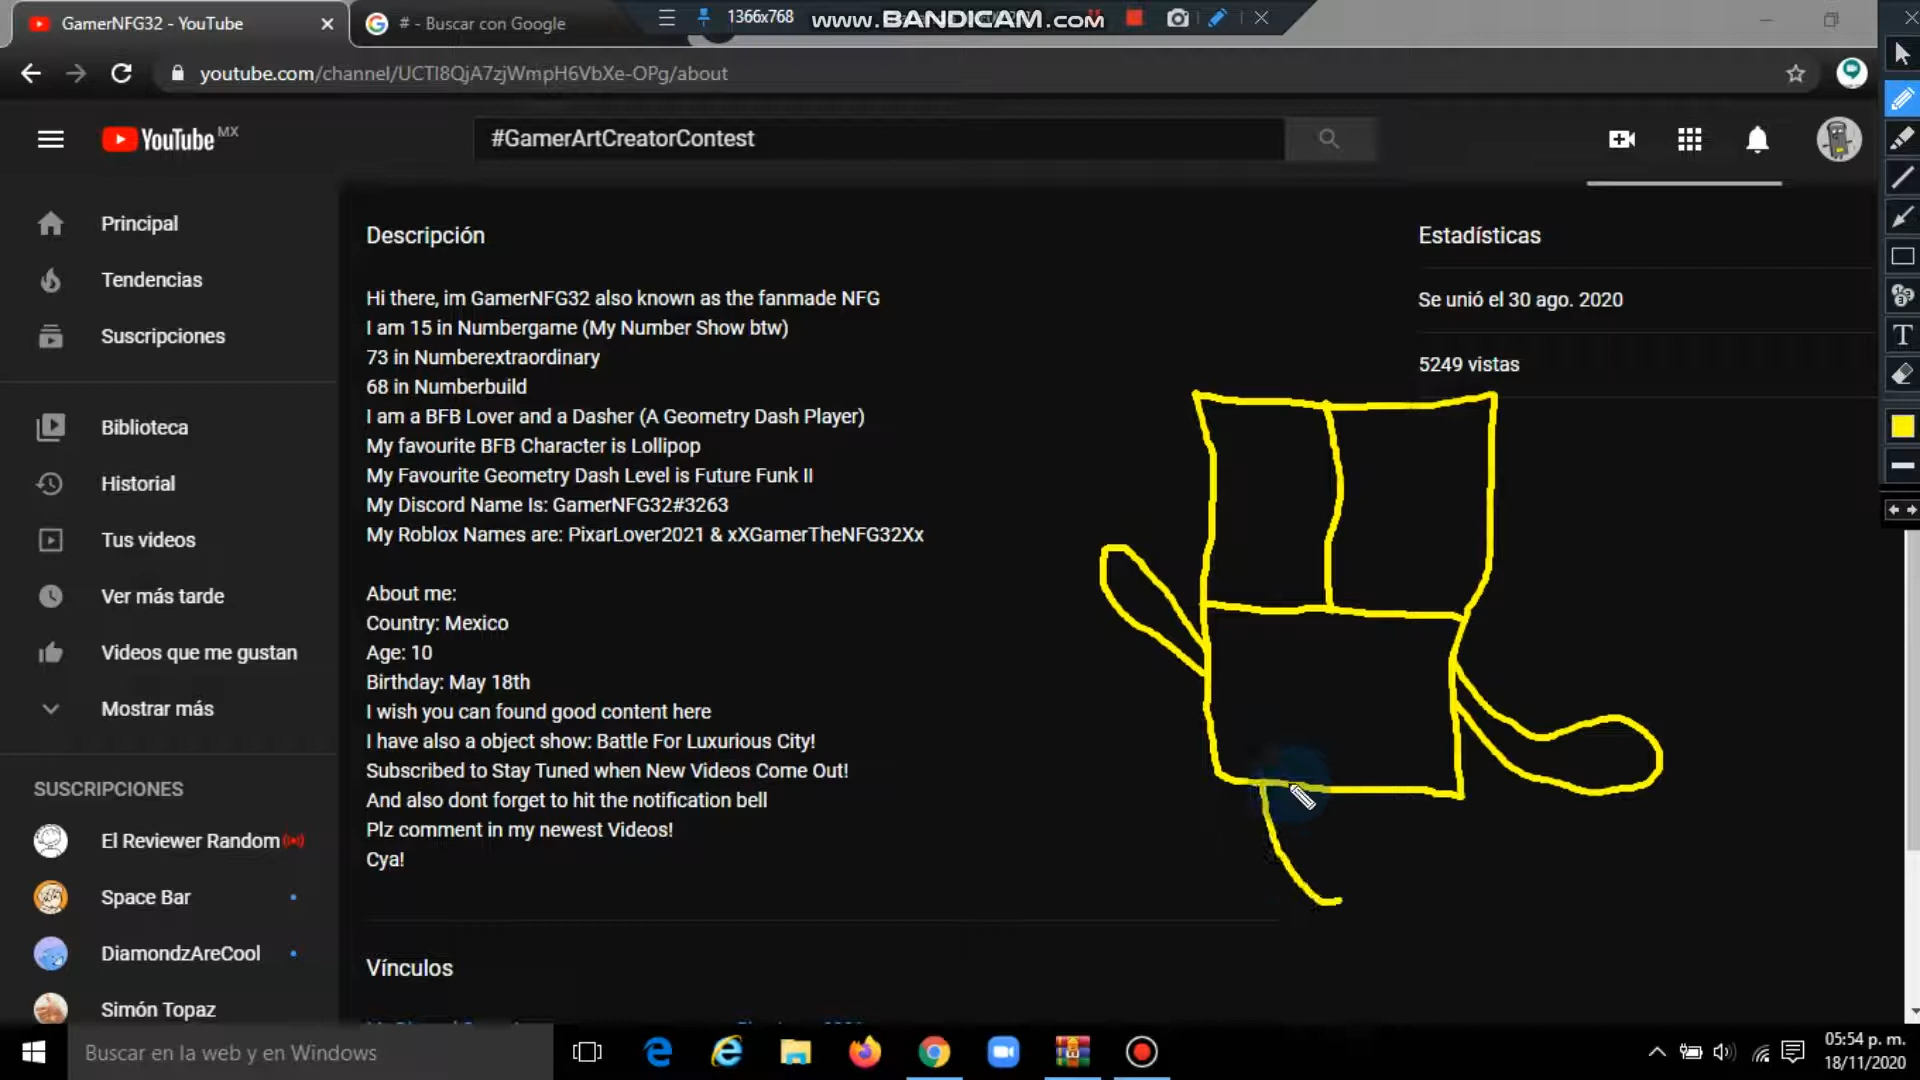 GamerNFG32 - YouTube
# - Buscar con Google
1366x768
www.BANDICAM.com
youtube.com/channel/UCTl8QjA7zjWmpH6VbXe-OPg/about
YouTube MX
#GamerArtCreatorContest
Principal
Tendencias
Suscripciones
Biblioteca
Historial
Tus videos
Ver más tarde
Videos que me gustan
Mostrar más
SUSCRIPCIONES
El Reviewer Random
Space Bar
DiamondzAreCool
Simón Topaz
Descripción
Hi there, im GamerNFG32 also known as the fanmade NFG
I am 15 in Numbergame (My Number Show btw)
73 in Numberextraordinary
68 in Numberbuild
I am a BFB Lover and a Dasher (A Geometry Dash Player)
My favourite BFB Character is Lollipop
My Favourite Geometry Dash Level is Future Funk II
My Discord Name Is: GamerNFG32#3263
My Roblox Names are: PixarLover2021 & xXGamerTheNFG32Xx
About me:
Country: Mexico
Age: 10
Birthday: May 18th
I wish you can found good content here
I have also a object show: Battle For Luxurious City!
Subscribed to Stay Tuned when New Videos Come Out!
And also dont forget to hit the notification bell
Plz comment in my newest Videos!
Cya!
Vínculos
Estadísticas
Se unió el 30 ago. 2020
5249 vistas
T
Buscar en la web y en Windows
05:54 p. m.
18/11/2020